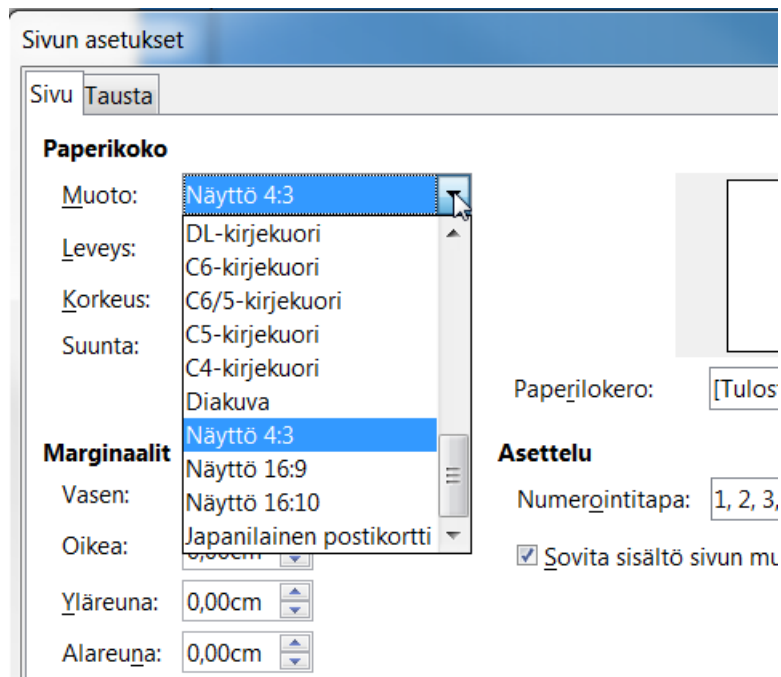 Sivun asetukset
Sivu Tausta
Paperikoko
Muoto: Näyttö 4:3
DL-kirjekuori
Leveys:
C6-kirjekuori
Korkeus: C6/5-kirjekuori
C5-kirjekuori
Suunta:
C4-kirjekuori
Diakuva Paperilokero: [Tulos
Näyttö 4:3
Marginaalit Asettelu
Näyttö 16:9
Vasen: Näyttö 16:10 Numerointitapa: 1, 2, 3,
Japanilainen postikortti
Oikea: Sovita sisältö sivun mu
Yläreuna: 0,00cm
Alareuna: 0,00cm